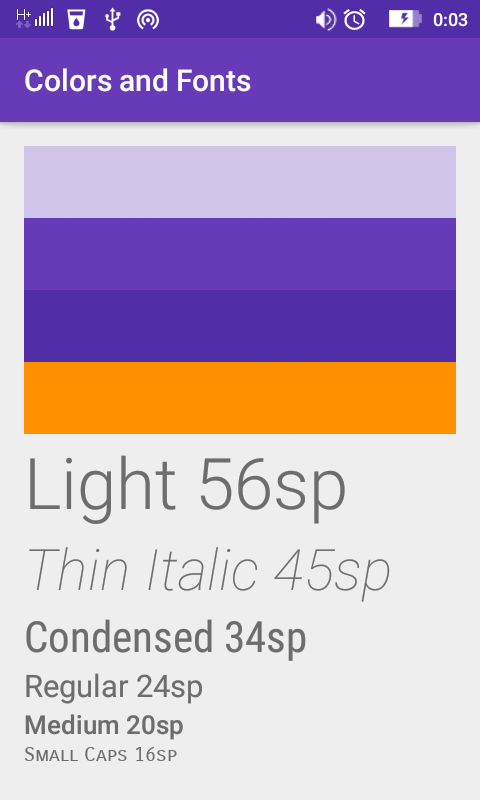 H+ 0:03
Colors and Fonts
Light 56sp
Thin Italic 45sp
Condensed 34sp
Regular 24sp
Medium 20sp
Small Caps 16sp